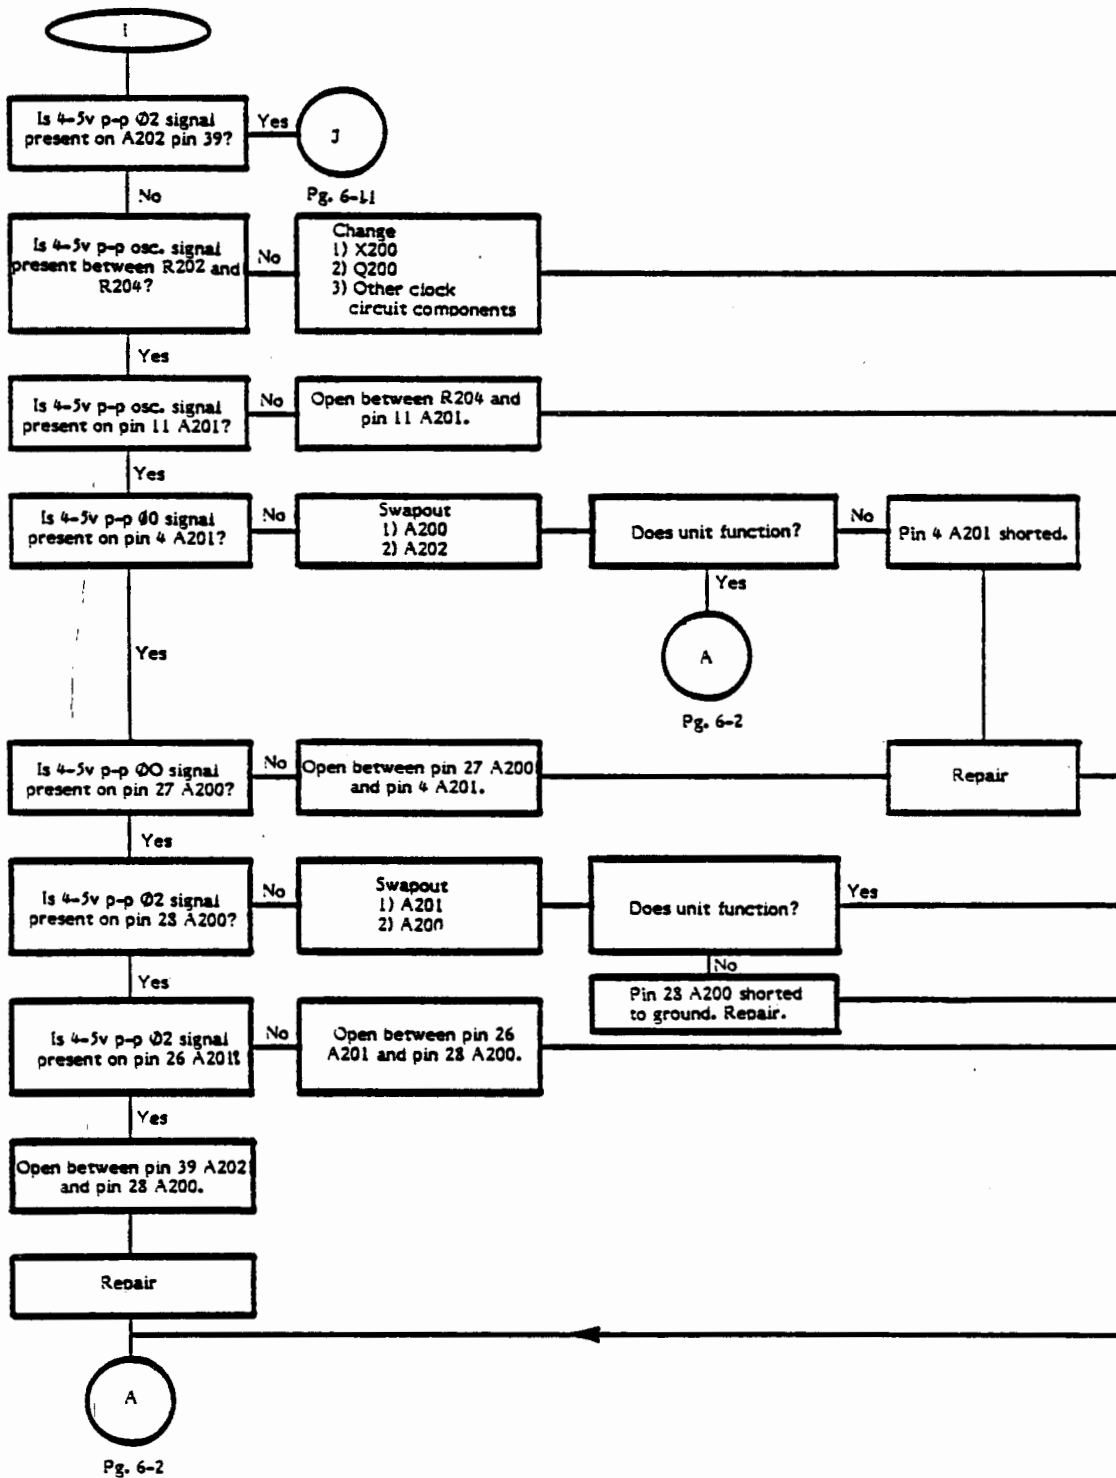 I
Is 4-5v p-p Ø2 signal
present on A202 pin 39?
Yes
J
Pg. 6-11
No
Is 4-5v p-p osc. signal
present between R202 and
R204?
No
Change
1) X200
2) Q200
3) Other clock
circuit components
Yes
Is 4-5v p-p osc. signal
present on pin 11 A201?
No
Open between R204 and
pin 11 A201.
Yes
Is 4-5v p-p Ø0 signal
present on pin 4 A201?
No
Swapout
1) A200
2) A202
Does unit function?
No
Pin 4 A201 shorted.
Yes
A
Pg. 6-2
Yes
Is 4-5v p-p ØO signal
present on pin 27 A200?
No
Open between pin 27 A200
and pin 4 A201.
Repair
Yes
Is 4-5v p-p Ø2 signal
present on pin 28 A200?
No
Swapout
1) A201
2) A200
Does unit function?
Yes
No
Pin 28 A200 shorted
to ground. Repair.
Yes
Is 4-5v p-p Ø2 signal
present on pin 26 A201?
No
Open between pin 26
A201 and pin 28 A200.
Yes
Open between pin 39 A202
and pin 28 A200.
Repair
A
Pg. 6-2